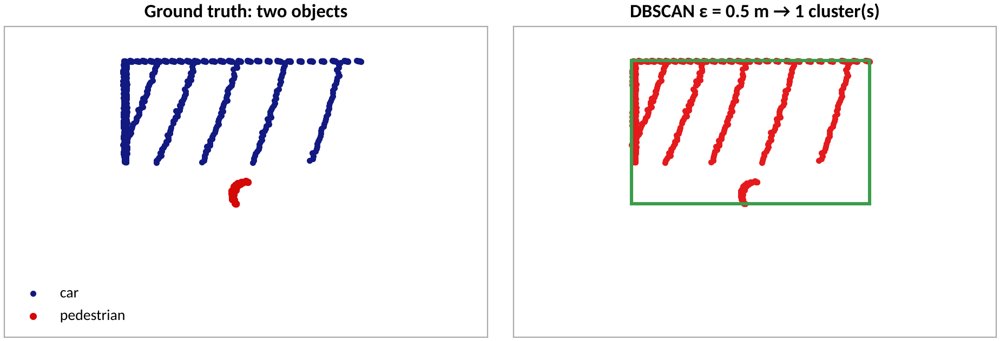 Ground truth: two objects
DBSCAN ε = 0.5 m → 1 cluster(s)
car
pedestrian